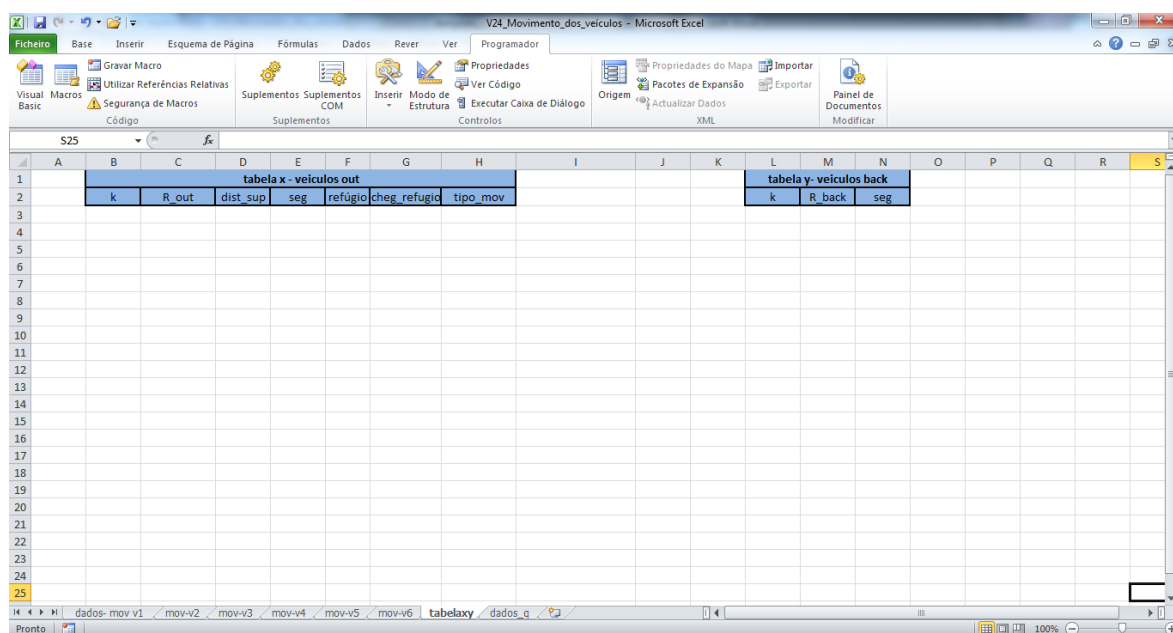 V24_Movimento_dos_veículos - Microsoft Excel
Ficheiro Base Inserir Esquema de Página Fórmulas Dados Rever Ver Programador
Visual Basic
Macros
Gravar Macro
Utilizar Referências Relativas
Segurança de Macros
Código
Suplementos
Suplementos COM
Suplementos
Inserir
Modo de Estrutura
Propriedades
Ver Código
Executar Caixa de Diálogo
Controlos
Origem
Propriedades do Mapa
Pacotes de Expansão
Actualizar Dados
Importar
Exportar
XML
Painel de Documentos
Modificar
S25 fx
A B C D E F G H I J K L M N O P Q R S
1 tabela x - veiculos out tabela y- veiculos back
2 k R_out dist_sup seg refúgio cheg_refugio tipo_mov k R_back seg
3
4
5
6
7
8
9
10
11
12
13
14
15
16
17
18
19
20
21
22
23
24
25
dados- mov v1 mov-v2 mov-v3 mov-v4 mov-v5 mov-v6 tabelaxy dados_q
Pronto 100%